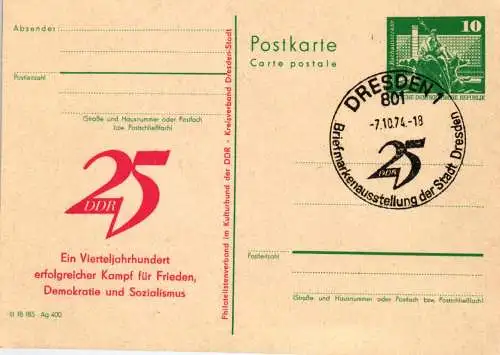 Absender:
Postleitzahl
(Straße und Hausnummer oder Postfach
bzw. Postschließfach)
25
DDR
Ein Vierteljahrhundert
erfolgreicher Kampf für Frieden,
Demokratie und Sozialismus
III 18 185 Ag 400
Philatelistenverband im Kulturbund der DDR - Kreisverband Dresden-Stadt
Postkarte
Carte postale
10
DEUTSCHE DEMOKRATISCHE REPUBLIK
DRESDEN 1
801
-7.10.74.-18
25
DDR
Briefmarkenausstellung der Stadt Dresden
Postleitzahl
(Straße und Hausnummer oder Postfach bzw. Postschließfach)